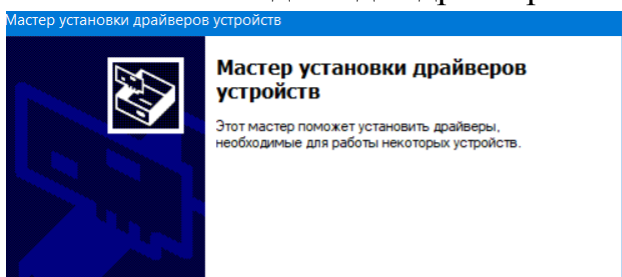 Мастер установки драйверов устройств
Мастер установки драйверов
устройств
Этот мастер поможет установить драйверы,
необходимые для работы некоторых устройств.